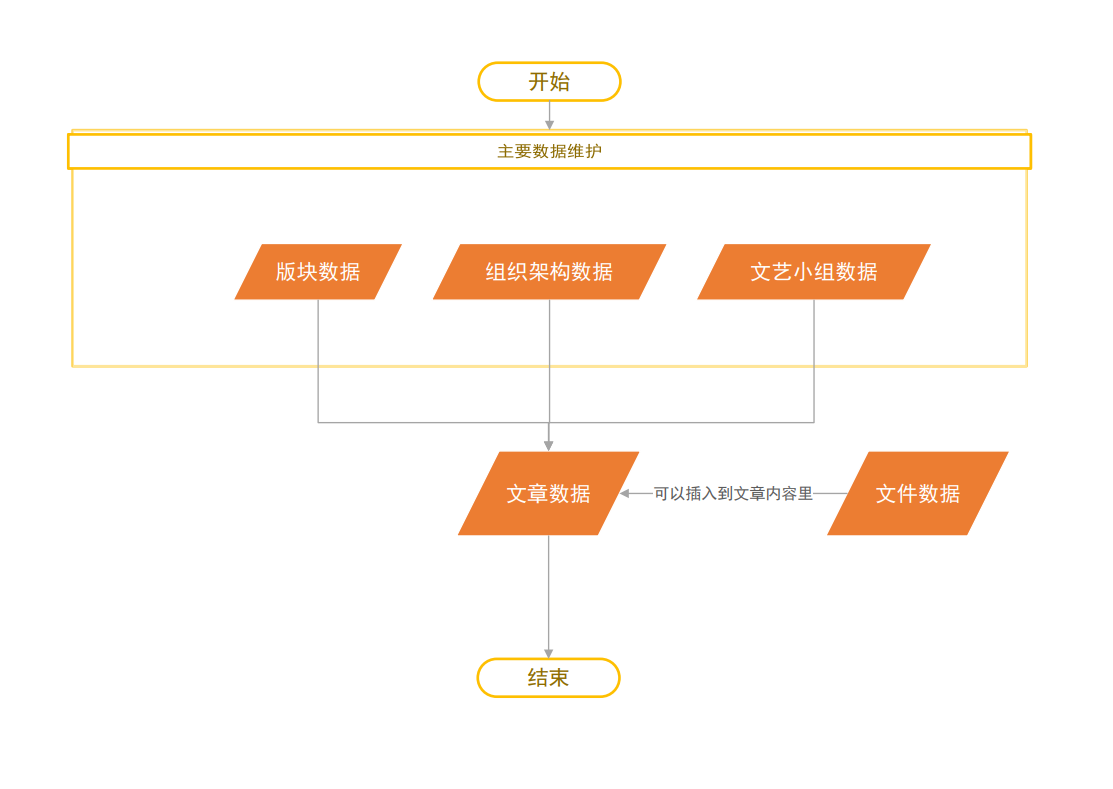 开始
主要数据维护
版块数据
组织架构数据
文艺小组数据
文章数据
可以插入到文章内容里
文件数据
结束